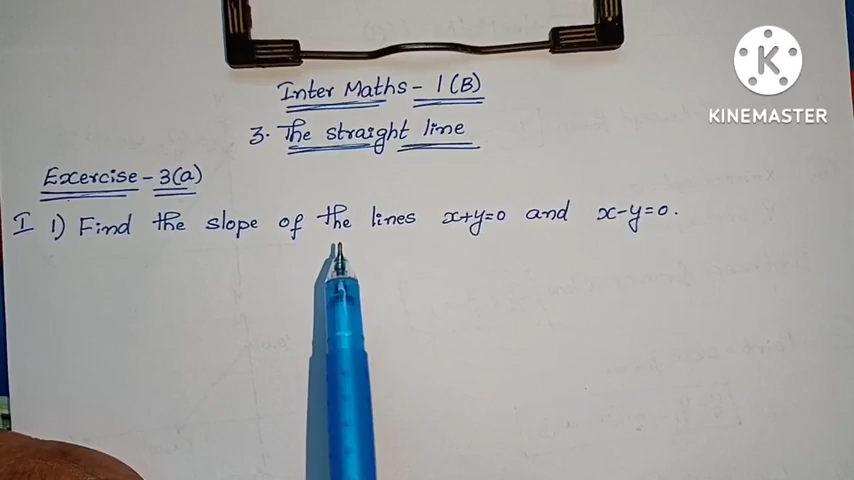 Inter Maths - 1(B)
3. The straight line
Excercise - 3(a)
I 1) Find the slope of the lines x+y=0 and x-y=0.
K
KINEMASTER